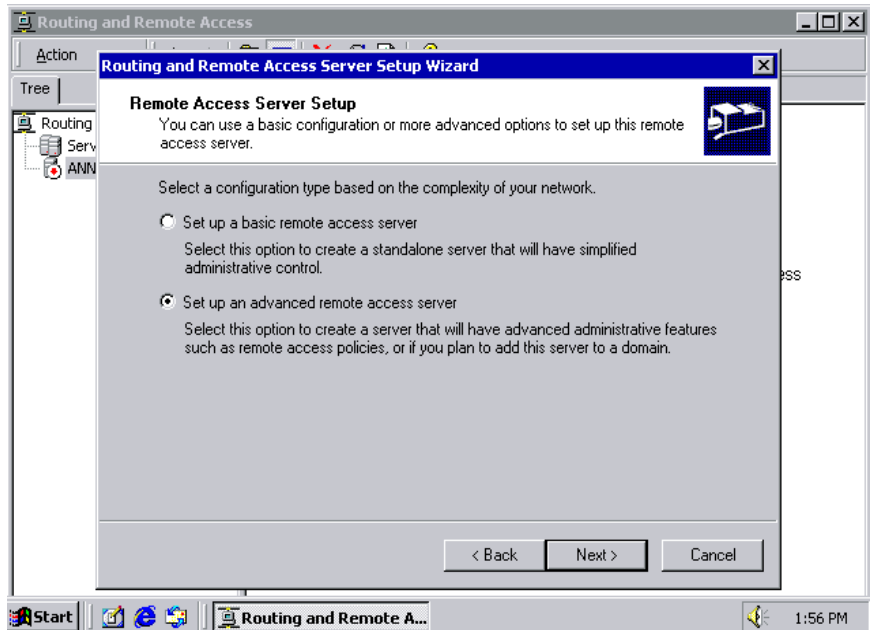 Routing and Remote Access
Action
Routing and Remote Access Server Setup Wizard
Tree
Remote Access Server Setup
You can use a basic configuration or more advanced options to set up this remote
access server.
Routing
Serv
ANN
Select a configuration type based on the complexity of your network.
Set up a basic remote access server
Select this option to create a standalone server that will have simplified
administrative control.
ess
Set up an advanced remote access server
Select this option to create a server that will have advanced administrative features
such as remote access policies, or if you plan to add this server to a domain.
< Back
Next >
Cancel
Start
Routing and Remote A...
1:56 PM